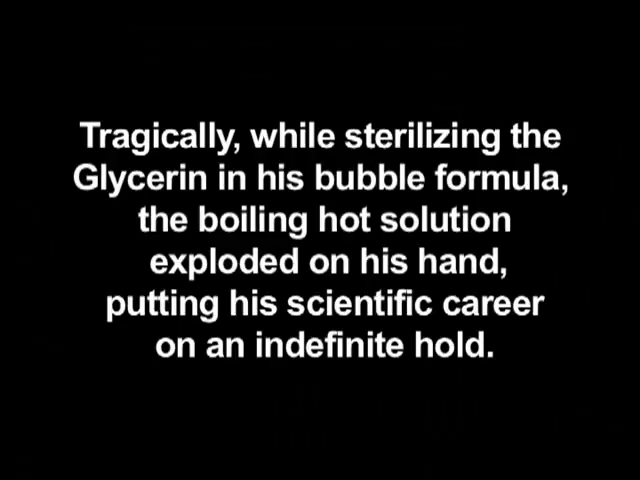 Tragically, while sterilizing the
Glycerin in his bubble formula,
the boiling hot solution
exploded on his hand,
putting his scientific career
on an indefinite hold.